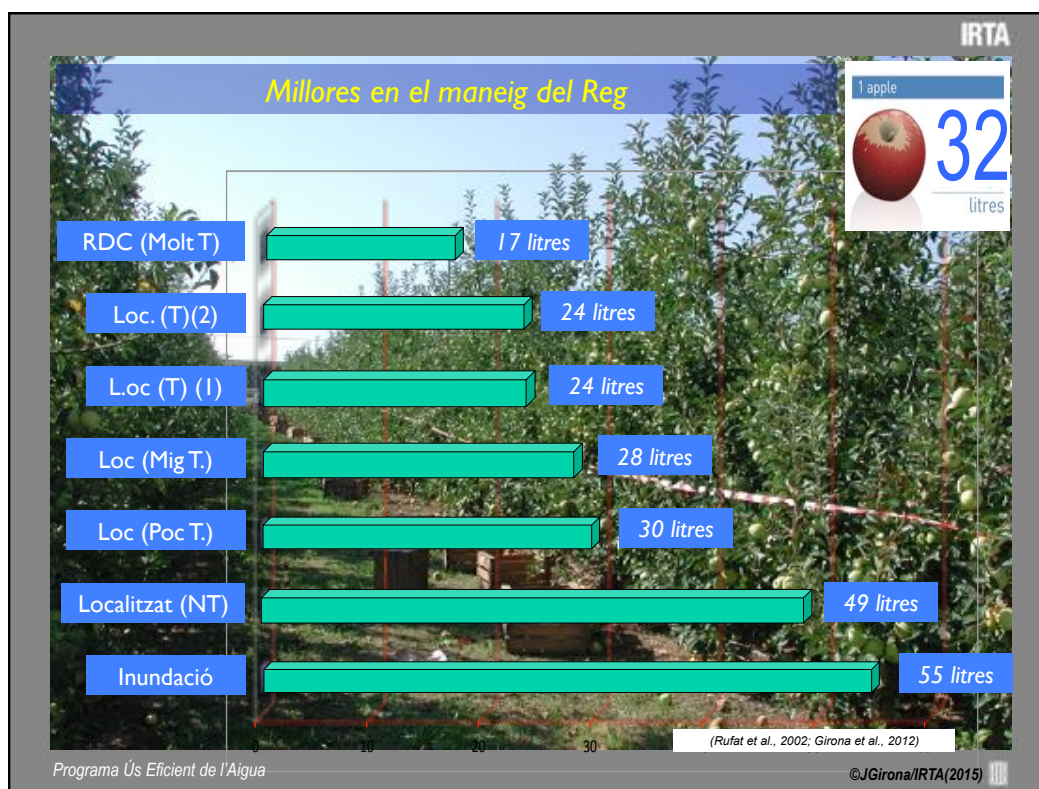 IRTA
Millores en el maneig del Reg
1 apple
32
litres
RDC (Molt T)
17 litres
Loc. (T)(2)
24 litres
L.oc (T) (1)
24 litres
Loc (Mig T.)
28 litres
Loc (Poc T.)
30 litres
Localitzat (NT)
49 litres
Inundació
55 litres
0 10 20 30
(Rufat et al., 2002; Girona et al., 2012)
Programa Ús Eficient de l'Aigua
©JGirona/IRTA(2015)